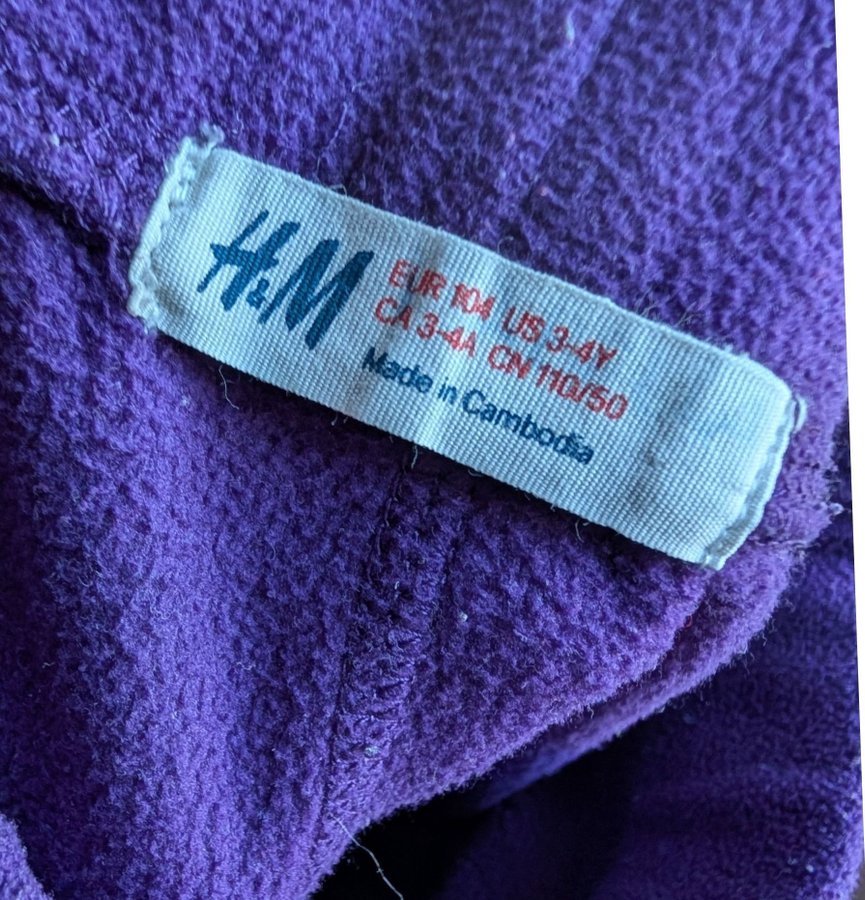 H&M
EUR 104 US 3-4Y
CA 3-4A CN 110/50
Made in Cambodia